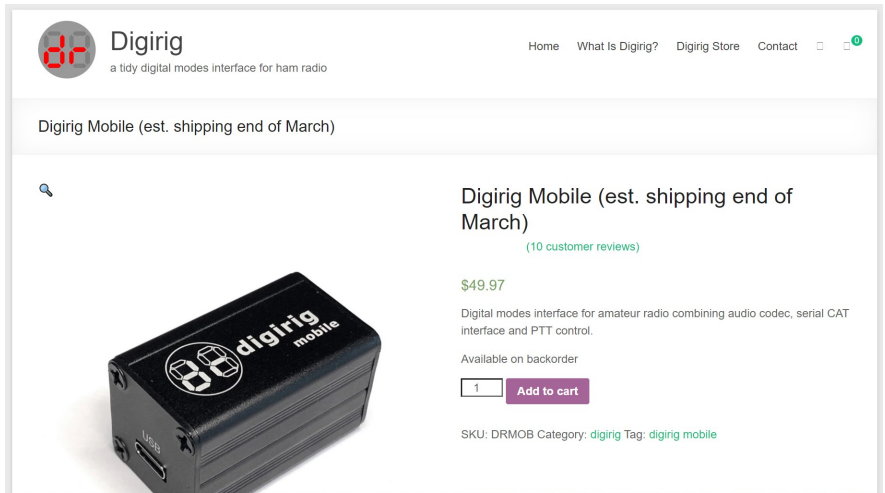 Digirig
a tidy digital modes interface for ham radio
Home What Is Digirig? Digirig Store Contact 0
Digirig Mobile (est. shipping end of March)
Digirig Mobile (est. shipping end of
March)
(10 customer reviews)
$49.97
Digital modes interface for amateur radio combining audio codec, serial CAT
interface and PTT control.
Available on backorder
1 Add to cart
SKU: DRMOB Category: digirig Tag: digirig mobile
dr digirig
mobile
USB